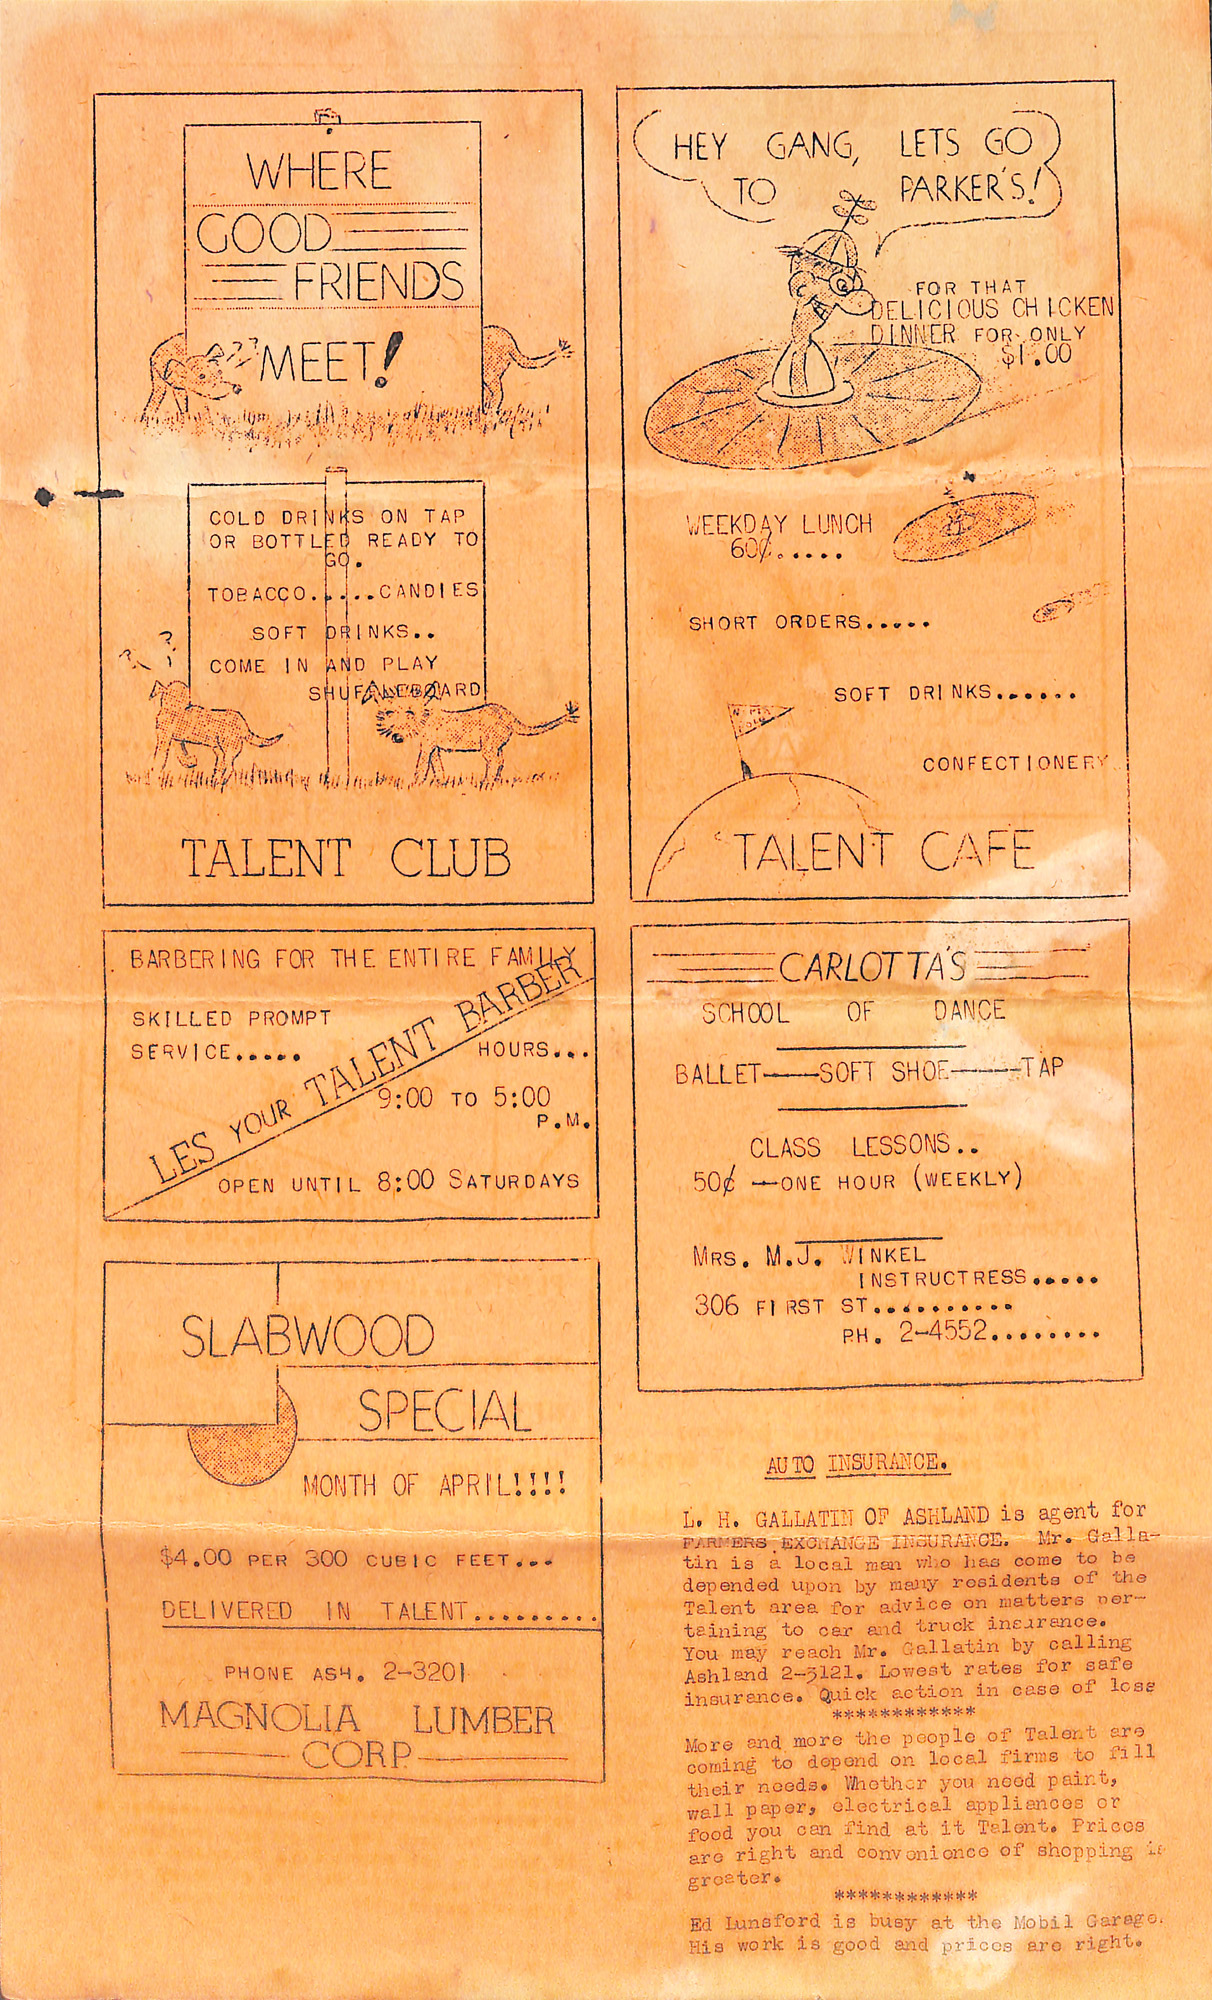 WHERE
GOOD
FRIENDS
??? MEET!
COLD DRINKS ON TAP
OR BOTTLED READY TO
GO.
TOBACCO......CANDIES
SOFT DRINKS..
COME IN AND PLAY
SHUFFLEBOARD
? ? ?
TALENT CLUB
HEY GANG, LETS GO
TO PARKER'S!
FOR THAT
DELICIOUS CHICKEN
DINNER FOR ONLY
$1.00
WEEKDAY LUNCH
60¢.....
SHORT ORDERS.....
SOFT DRINKS......
CONFECTIONERY..
TALENT CAFE
BARBERING FOR THE ENTIRE FAMILY
SKILLED PROMPT
SERVICE.....
LES YOUR TALENT BARBER
HOURS...
9:00 TO 5:00
P.M.
OPEN UNTIL 8:00 SATURDAYS
CARLOTTA'S
SCHOOL OF DANCE
BALLET——SOFT SHOE——TAP
CLASS LESSONS..
50¢ —ONE HOUR (WEEKLY)
MRS. M.J. WINKEL
INSTRUCTRESS.....
306 FIRST ST..........
PH. 2-4552........
SLABWOOD
SPECIAL
MONTH OF APRIL!!!!
$4.00 PER 300 CUBIC FEET...
DELIVERED IN TALENT.........
PHONE ASH. 2-3201
MAGNOLIA LUMBER
CORP
AUTO INSURANCE.
L. H. GALLATIN OF ASHLAND is agent for
FARMERS EXCHANGE INSURANCE. Mr. Galla-
tin is a local man who has come to be
depended upon by many residents of the
Talent area for advice on matters per-
taining to car and truck insurance.
You may reach Mr. Gallatin by calling
Ashland 2-3121. Lowest rates for safe
insurance. Quick action in case of loss
************
More and more the people of Talent are
coming to depend on local firms to fill
their needs. Whether you need paint,
wall paper, electrical appliances or
food you can find at it Talent. Prices
are right and convenience of shopping is
greater.
************
Ed Lunsford is busy at the Mobil Garage.
His work is good and prices are right.